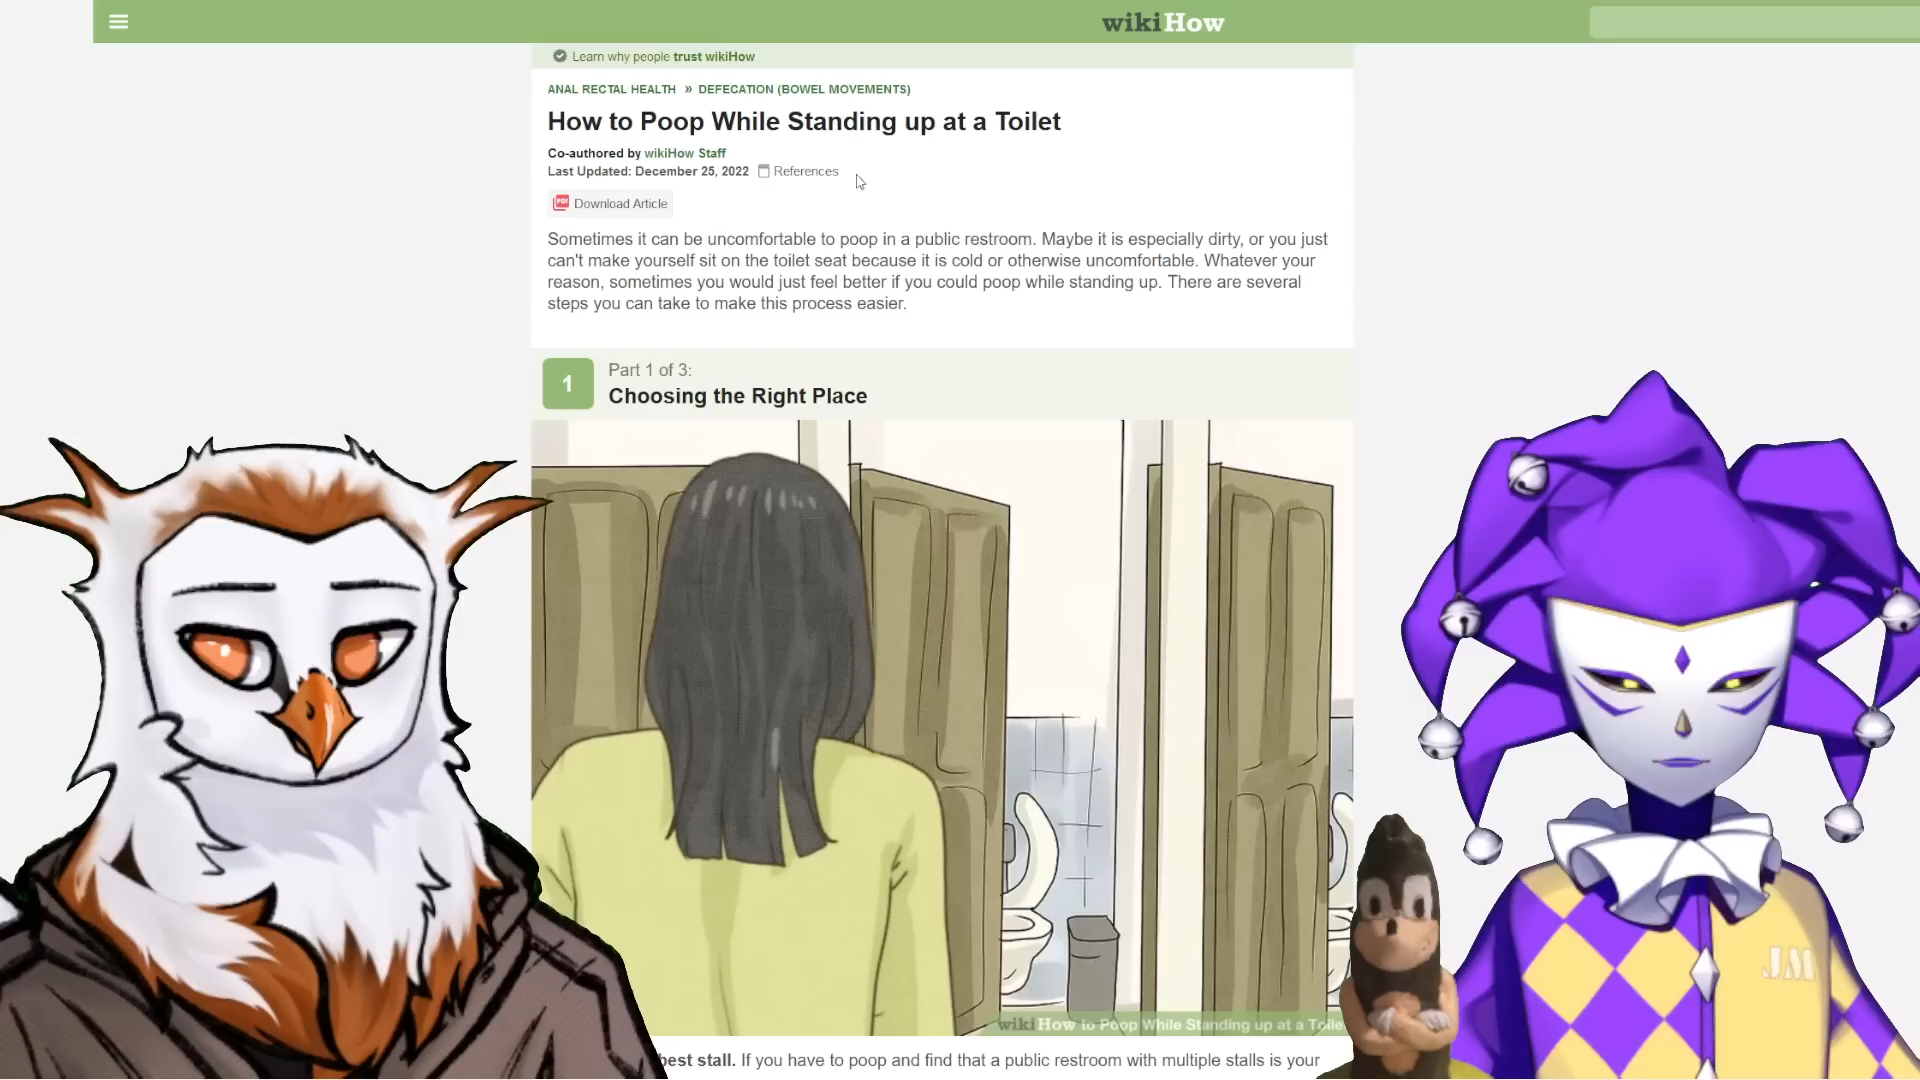 wikiHow
Learn why people trust wikiHow
ANAL RECTAL HEALTH » DEFECATION (BOWEL MOVEMENTS)
How to Poop While Standing up at a Toilet
Co-authored by wikiHow Staff
Last Updated: December 25, 2022 References
PDF Download Article
Sometimes it can be uncomfortable to poop in a public restroom. Maybe it is especially dirty, or you just
can't make yourself sit on the toilet seat because it is cold or otherwise uncomfortable. Whatever your
reason, sometimes you would just feel better if you could poop while standing up. There are several
steps you can take to make this process easier.
1
Part 1 of 3:
Choosing the Right Place
wikiHow to Poop While Standing up at a Toile
JM
best stall. If you have to poop and find that a public restroom with multiple stalls is your